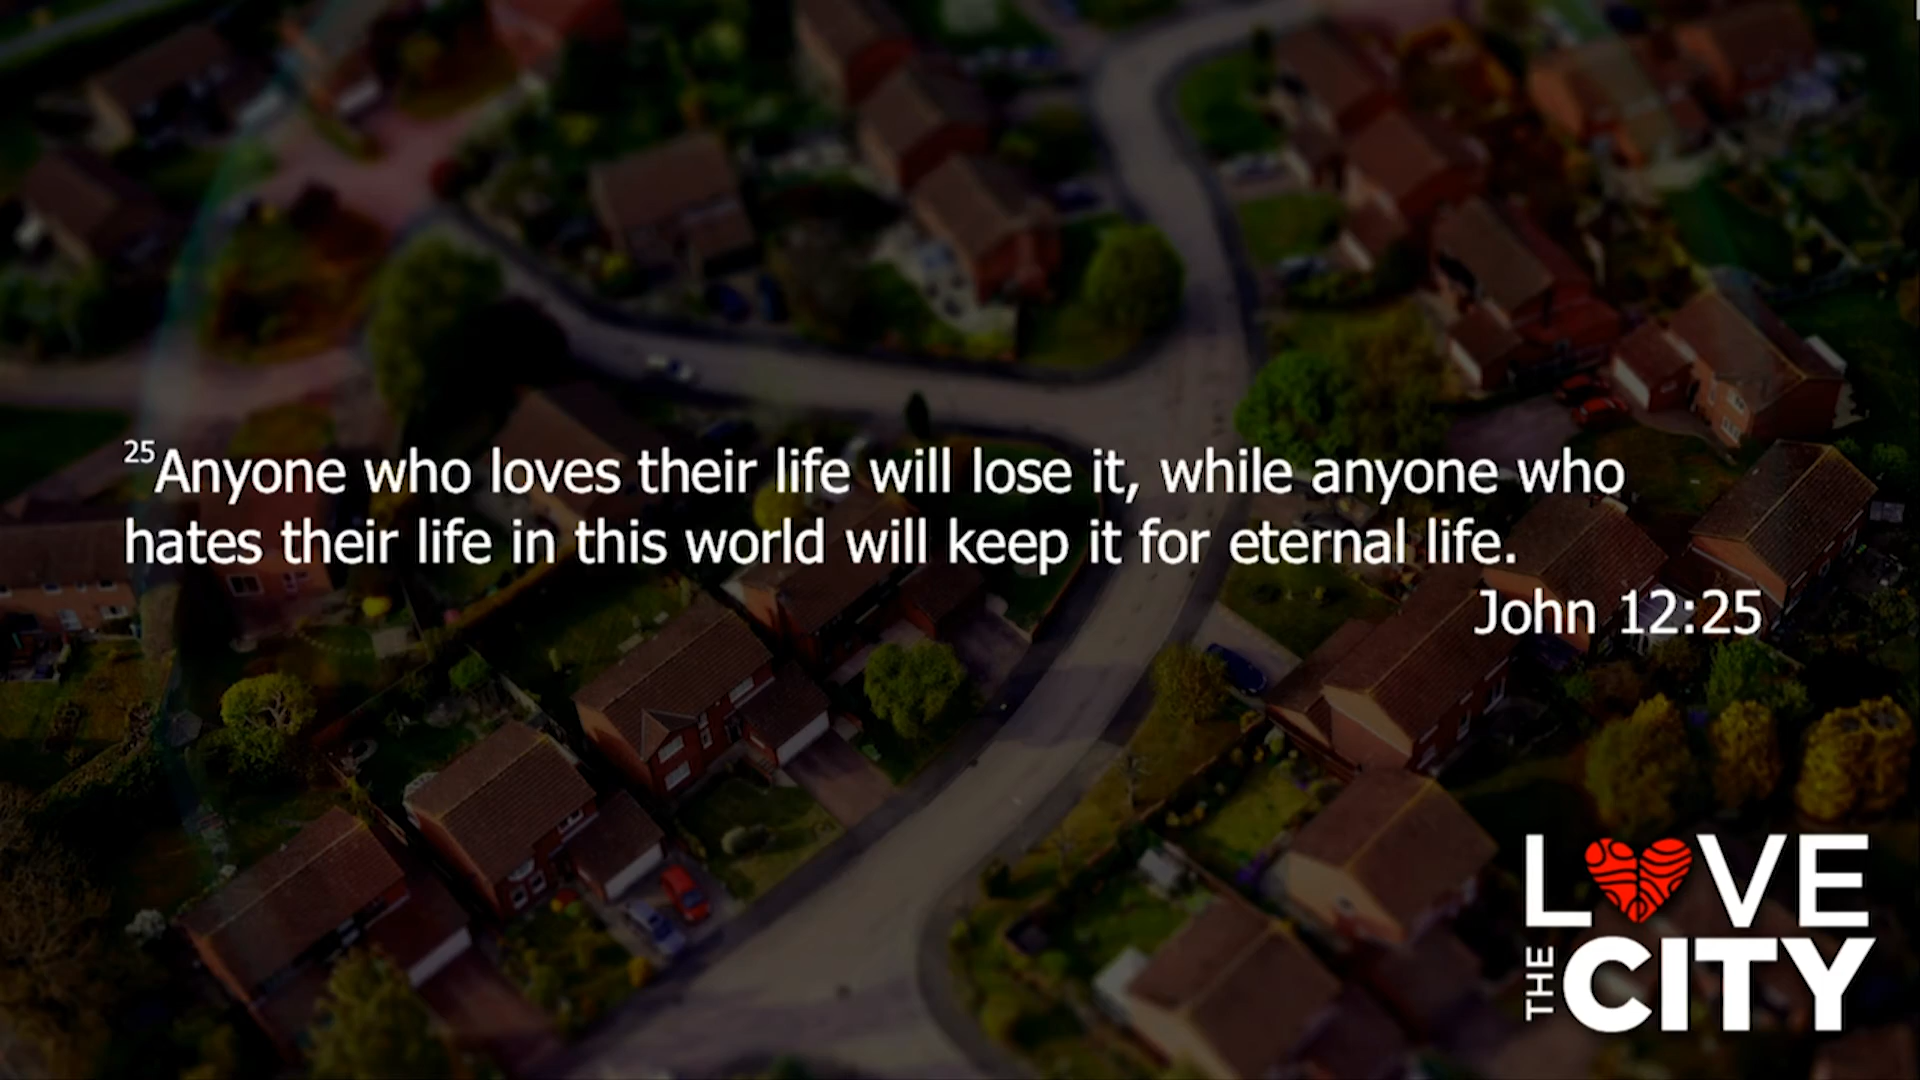 ²⁵Anyone who loves their life will lose it, while anyone who
hates their life in this world will keep it for eternal life.
John 12:25
LOVE
THE CITY